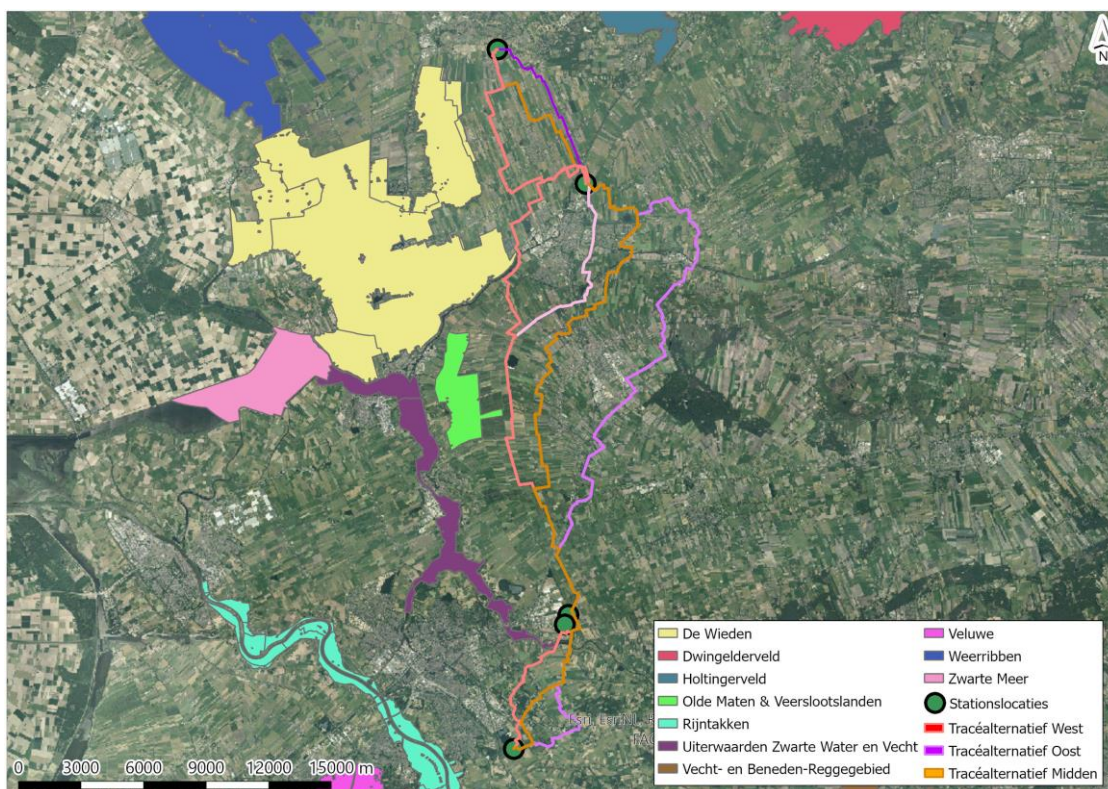 N
De Wieden
Dwingelderveld
Holtingerveld
Olde Maten & Veerslootslanden
Rijntakken
Uiterwaarden Zwarte Water en Vecht
Vecht- en Beneden-Reggegebied
Veluwe
Weerribben
Zwarte Meer
Stationslocaties
Tracéalternatief West
Tracéalternatief Oost
Tracéalternatief Midden
0 3000 6000 9000 12000 15000 m